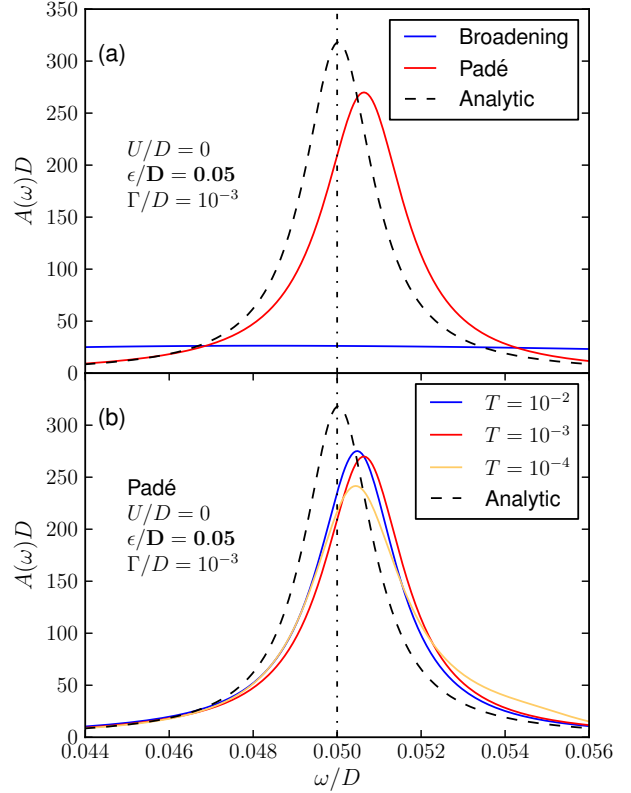 350
300
250
200
150
100
50
0
A(ω)D
(a)
U/D = 0
ϵ/D = 0.05
Γ/D = 10⁻³
Broadening
Padé
Analytic
300
250
200
150
100
50
0
A(ω)D
(b)
Padé
U/D = 0
ϵ/D = 0.05
Γ/D = 10⁻³
T = 10⁻²
T = 10⁻³
T = 10⁻⁴
Analytic
0.044 0.046 0.048 0.050 0.052 0.054 0.056
ω/D